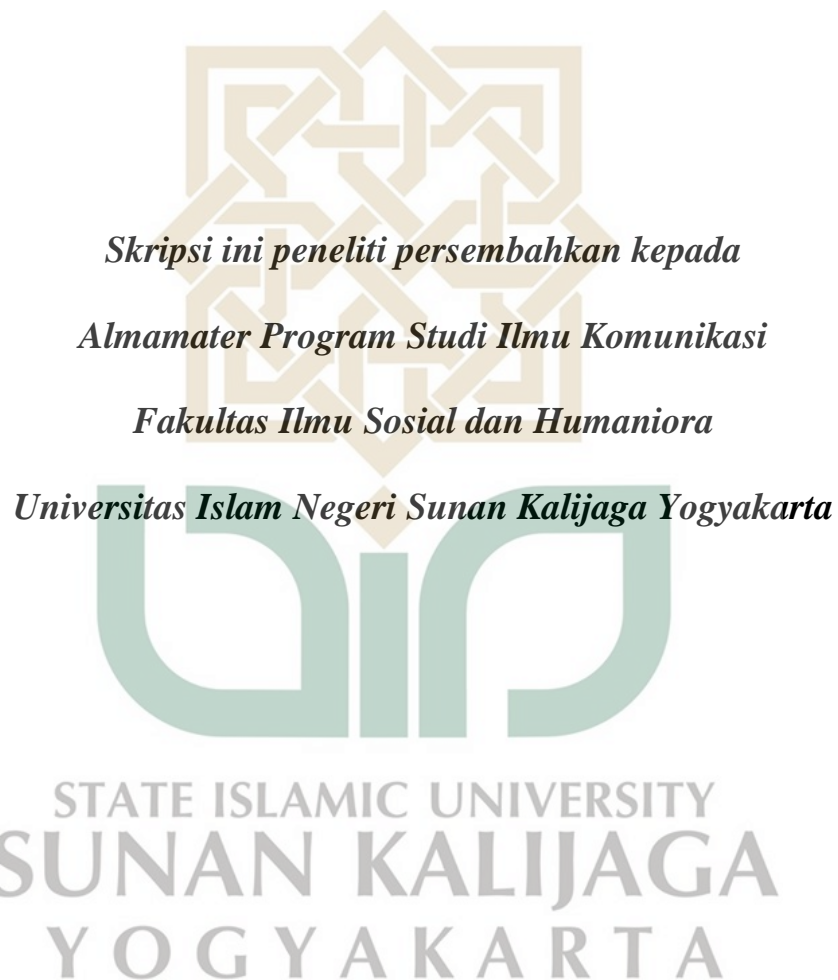 Skripsi ini peneliti persembahkan kepada
Almamater Program Studi Ilmu Komunikasi
Fakultas Ilmu Sosial dan Humaniora
Universitas Islam Negeri Sunan Kalijaga Yogyakarta
STATE ISLAMIC UNIVERSITY
SUNAN KALIJAGA
YOGYAKARTA